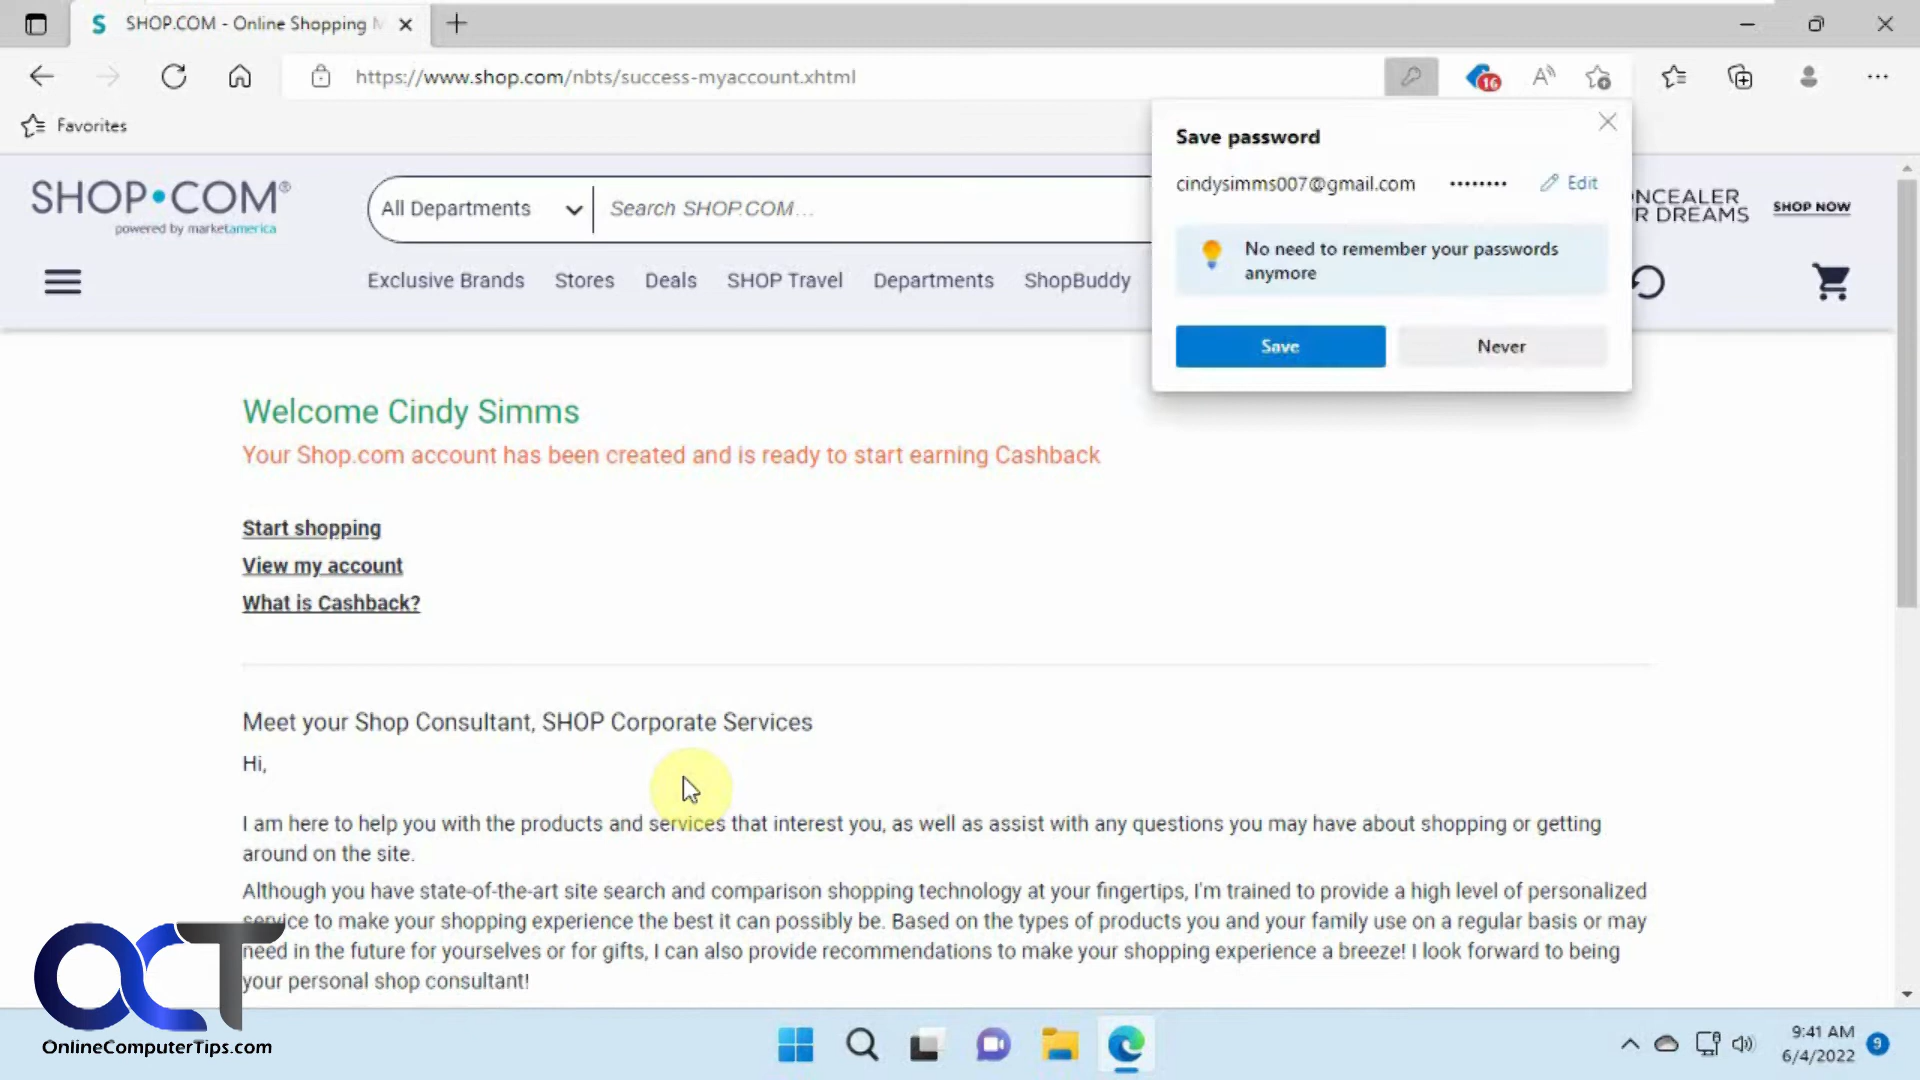 SHOP.COM - Online Shopping
https://www.shop.com/nbts/success-myaccount.xhtml
16
Favorites
Save password
cindysimms007@gmail.com •••••••• Edit
No need to remember your passwords
anymore
Save Never
SHOP•COM®
powered by marketamerica
All Departments
Search SHOP.COM...
R DREAMS
SHOP NOW
Exclusive Brands Stores Deals SHOP Travel Departments ShopBuddy
Welcome Cindy Simms
Your Shop.com account has been created and is ready to start earning Cashback
Start shopping
View my account
What is Cashback?
Meet your Shop Consultant, SHOP Corporate Services
Hi,
I am here to help you with the products and services that interest you, as well as assist with any questions you may have about shopping or getting
around on the site.
Although you have state-of-the-art site search and comparison shopping technology at your fingertips, I'm trained to provide a high level of personalized
service to make your shopping experience the best it can possibly be. Based on the types of products you and your family use on a regular basis or may
need in the future for yourselves or for gifts, I can also provide recommendations to make your shopping experience a breeze! I look forward to being
your personal shop consultant!
OCT
OnlineComputerTips.com
9:41 AM
6/4/2022
9